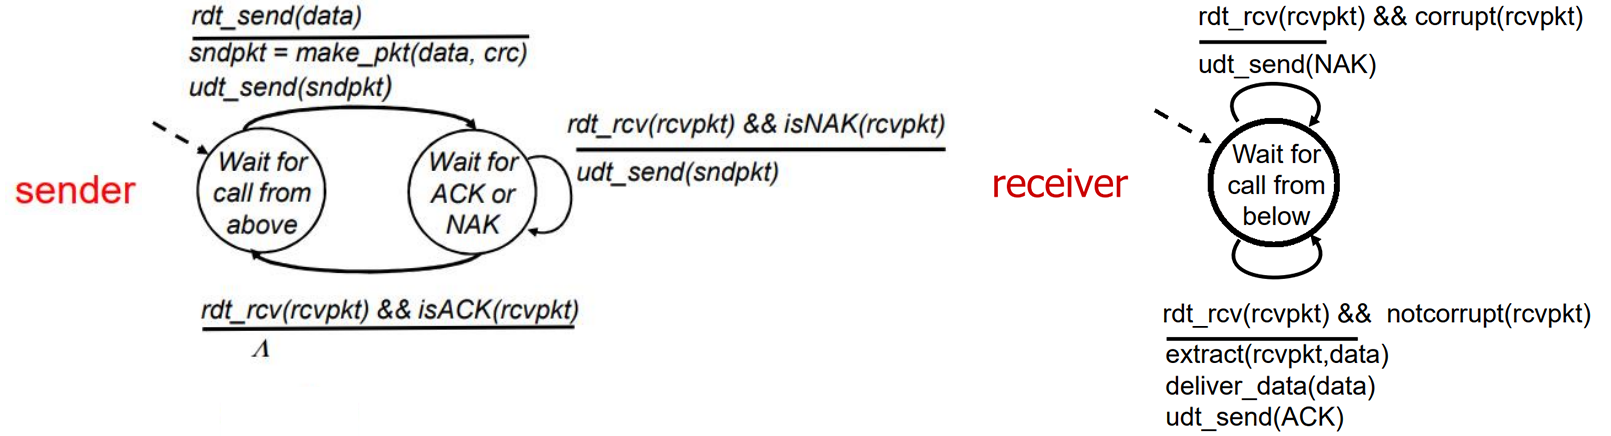 rdt_send(data)
sndpkt = make_pkt(data, crc)
udt_send(sndpkt)
sender
Wait for
call from
above
Wait for
ACK or
NAK
rdt_rcv(rcvpkt) && isNAK(rcvpkt)
udt_send(sndpkt)
rdt_rcv(rcvpkt) && isACK(rcvpkt)
Λ
rdt_rcv(rcvpkt) && corrupt(rcvpkt)
udt_send(NAK)
receiver
Wait for
call from
below
rdt_rcv(rcvpkt) && notcorrupt(rcvpkt)
extract(rcvpkt,data)
deliver_data(data)
udt_send(ACK)